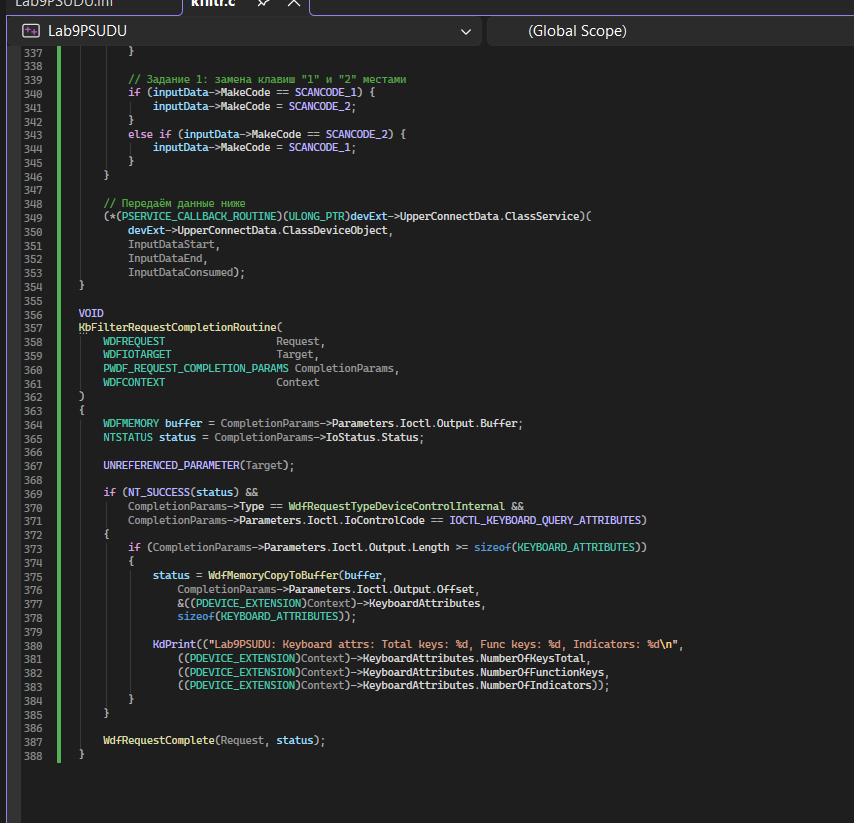 Lab9PSUDU.inf
kfiltr.c
Lab9PSUDU
(Global Scope)
337 }
338
339 // Задание 1: замена клавиш "1" и "2" местами
340 if (inputData->MakeCode == SCANCODE_1) {
341 inputData->MakeCode = SCANCODE_2;
342 }
343 else if (inputData->MakeCode == SCANCODE_2) {
344 inputData->MakeCode = SCANCODE_1;
345 }
346 }
347
348 // Передаём данные ниже
349 (*(PSERVICE_CALLBACK_ROUTINE)(ULONG_PTR)devExt->UpperConnectData.ClassService)(
350 devExt->UpperConnectData.ClassDeviceObject,
351 InputDataStart,
352 InputDataEnd,
353 InputDataConsumed);
354 }
355
356 VOID
357 KbFilterRequestCompletionRoutine(
358 WDFREQUEST Request,
359 WDFIOTARGET Target,
360 PWDF_REQUEST_COMPLETION_PARAMS CompletionParams,
361 WDFCONTEXT Context
362 )
363 {
364 WDFMEMORY buffer = CompletionParams->Parameters.Ioctl.Output.Buffer;
365 NTSTATUS status = CompletionParams->IoStatus.Status;
366
367 UNREFERENCED_PARAMETER(Target);
368
369 if (NT_SUCCESS(status) &&
370 CompletionParams->Type == WdfRequestTypeDeviceControlInternal &&
371 CompletionParams->Parameters.Ioctl.IoControlCode == IOCTL_KEYBOARD_QUERY_ATTRIBUTES)
372 {
373 if (CompletionParams->Parameters.Ioctl.Output.Length >= sizeof(KEYBOARD_ATTRIBUTES))
374 {
375 status = WdfMemoryCopyToBuffer(buffer,
376 CompletionParams->Parameters.Ioctl.Output.Offset,
377 &((PDEVICE_EXTENSION)Context)->KeyboardAttributes,
378 sizeof(KEYBOARD_ATTRIBUTES));
379
380 KdPrint(("Lab9PSUDU: Keyboard attrs: Total keys: %d, Func keys: %d, Indicators: %d\n",
381 ((PDEVICE_EXTENSION)Context)->KeyboardAttributes.NumberOfKeysTotal,
382 ((PDEVICE_EXTENSION)Context)->KeyboardAttributes.NumberOfFunctionKeys,
383 ((PDEVICE_EXTENSION)Context)->KeyboardAttributes.NumberOfIndicators));
384 }
385 }
386
387 WdfRequestComplete(Request, status);
388 }